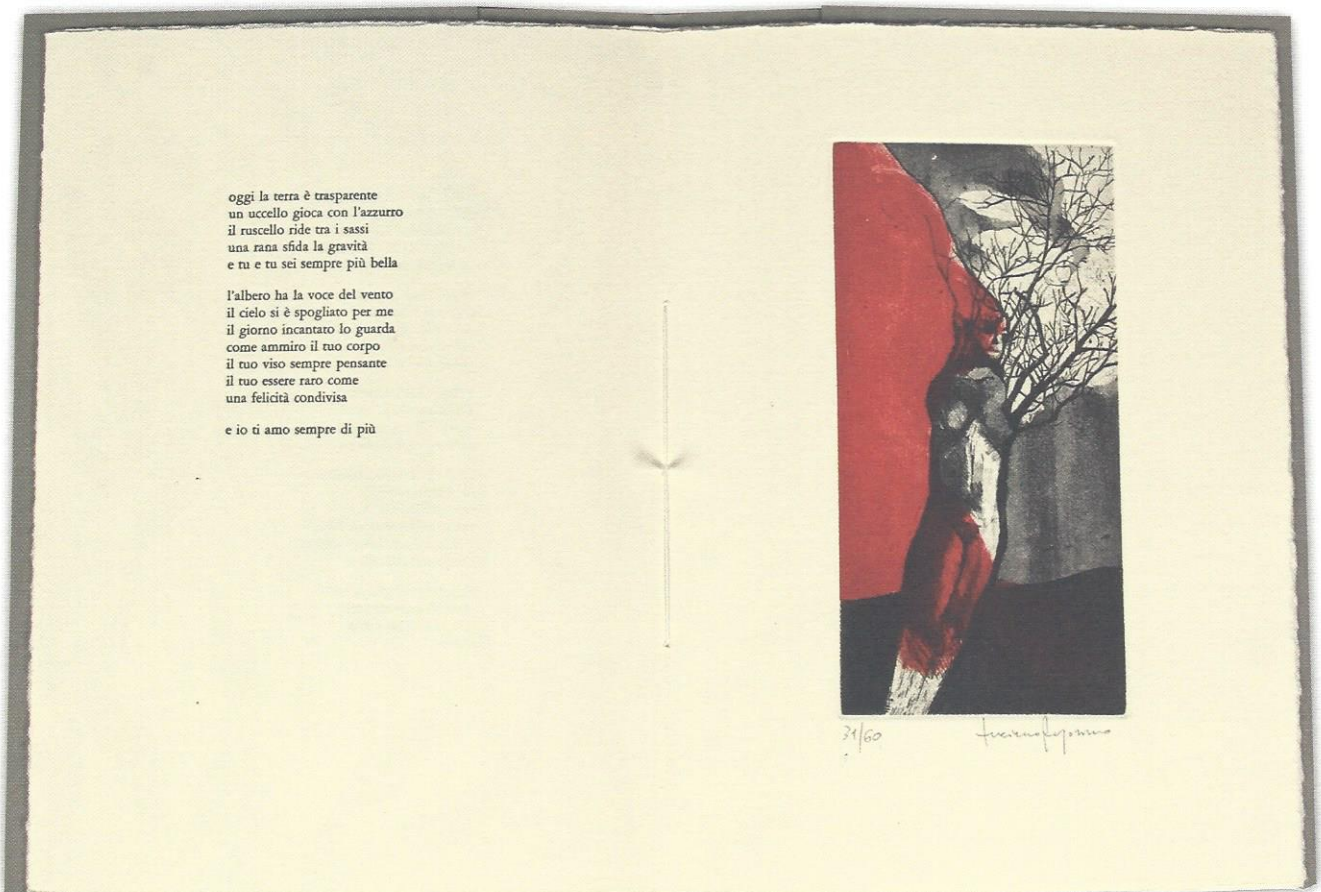 oggi la terra è trasparente
un uccello gioca con l'azzurro
il ruscello ride tra i sassi
una rana sfida la gravità
e tu e tu sei sempre più bella
l'albero ha la voce del vento
il cielo si è spogliato per me
il giorno incantato lo guarda
come ammiro il tuo corpo
il tuo viso sempre pensante
il tuo essere raro come
una felicità condivisa
e io ti amo sempre di più
31/60